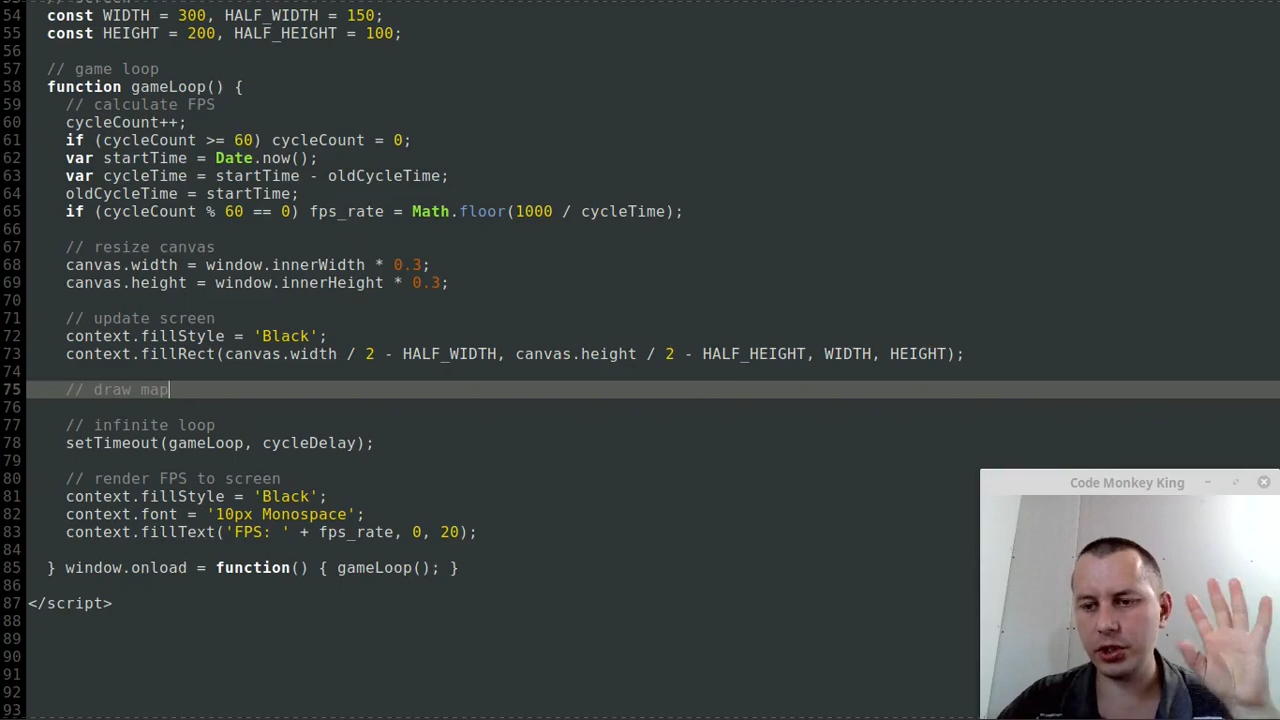 54 const WIDTH = 300, HALF_WIDTH = 150;
55 const HEIGHT = 200, HALF_HEIGHT = 100;
56
57 // game loop
58 function gameLoop() {
59 // calculate FPS
60 cycleCount++;
61 if (cycleCount >= 60) cycleCount = 0;
62 var startTime = Date.now();
63 var cycleTime = startTime - oldCycleTime;
64 oldCycleTime = startTime;
65 if (cycleCount % 60 == 0) fps_rate = Math.floor(1000 / cycleTime);
66
67 // resize canvas
68 canvas.width = window.innerWidth * 0.3;
69 canvas.height = window.innerHeight * 0.3;
70
71 // update screen
72 context.fillStyle = 'Black';
73 context.fillRect(canvas.width / 2 - HALF_WIDTH, canvas.height / 2 - HALF_HEIGHT, WIDTH, HEIGHT);
74
75 // draw map
76
77 // infinite loop
78 setTimeout(gameLoop, cycleDelay);
79
80 // render FPS to screen
81 context.fillStyle = 'Black';
82 context.font = '10px Monospace';
83 context.fillText('FPS: ' + fps_rate, 0, 20);
84
85 } window.onload = function() { gameLoop(); }
86
87 </script>
88
89
90
91
92
93
Code Monkey King